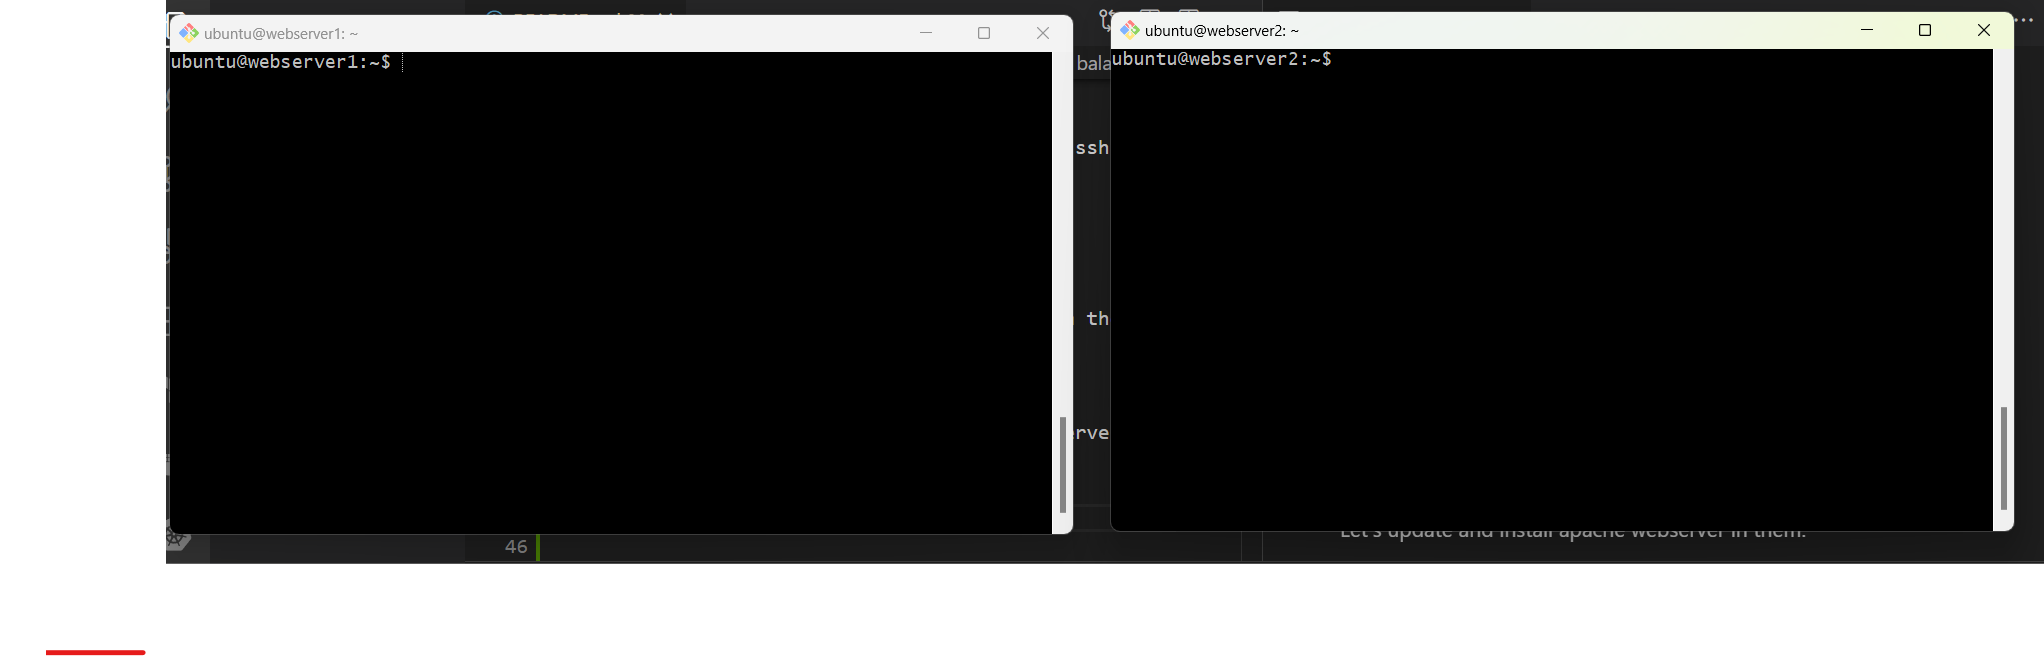 ubuntu@webserver1: ~
ubuntu@webserver1:~$
ubuntu@webserver2: ~
ubuntu@webserver2:~$
bala
ssh
th
erve
46
Let's update and install apache webserver in them.